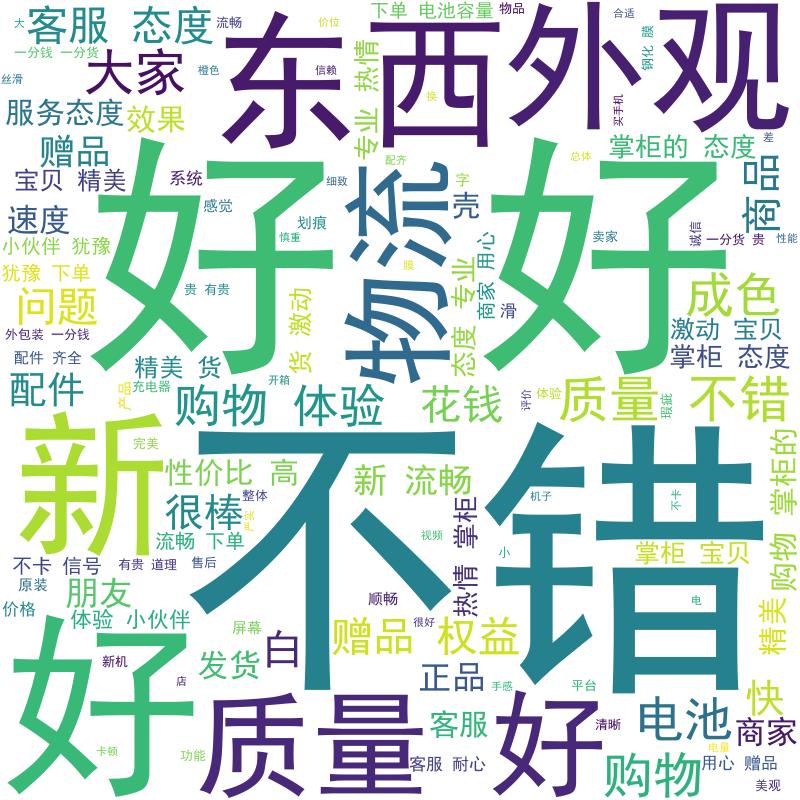 大
客服 态度
流畅
价位
下单 电池容量
物品
合适
钢化 膜
一分钱 一分货
大家
橙色
东西
外观
信赖
专业 热情
丝滑
换
买手机
服务态度
效果
赠品
配齐
总体
掌柜的 态度
差
商品
宝贝 精美
系统
好 好
细致
物流
字
壳
速度
感觉
划痕
慎重
卖家
诚信
一分货 贵
性能
小伙伴 犹豫
犹豫 下单
问题
贵 有贵
货 激动
膜
态度 专业
商家 用心
滑
成色
外包装 一分钱
激动 宝贝
配件 齐全
精美 货
掌柜 态度
开箱
配件
产品
充电器
购物 体验
花钱
评价
体验
质量
瑕疵
不错
新
完美
不错
性价比 高
新 流畅
购物 掌柜的
很棒
整体
严实
机子
不卡
热情 掌柜
流畅 下单
视频
小
掌柜 宝贝
不卡 信号
有贵 道理
售后
原装
朋友
顺畅
电
价格
体验 小伙伴
屏幕
赠品 权益
很好
精美
好
新机
发货
白
正品
手感
平台
店
质量
好
快
客服
清晰
电池
商家
卡顿
功能
客服 耐心
购物
电量
用心 赠品
美观